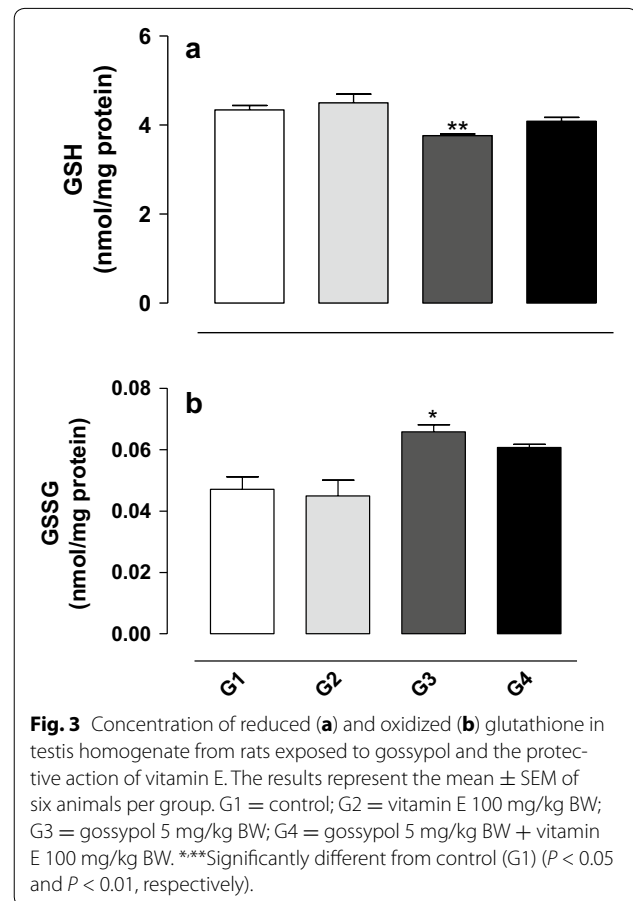 a
6
4
2
0
GSH
(nmol/mg protein)
**
b
0.08
0.06
0.04
0.02
0.00
GSSG
(nmol/mg protein)
*
G1 G2 G3 G4
Fig. 3 Concentration of reduced (a) and oxidized (b) glutathione in
testis homogenate from rats exposed to gossypol and the protec-
tive action of vitamin E. The results represent the mean ± SEM of
six animals per group. G1 = control; G2 = vitamin E 100 mg/kg BW;
G3 = gossypol 5 mg/kg BW; G4 = gossypol 5 mg/kg BW + vitamin
E 100 mg/kg BW. *,**Significantly different from control (G1) (P < 0.05
and P < 0.01, respectively).